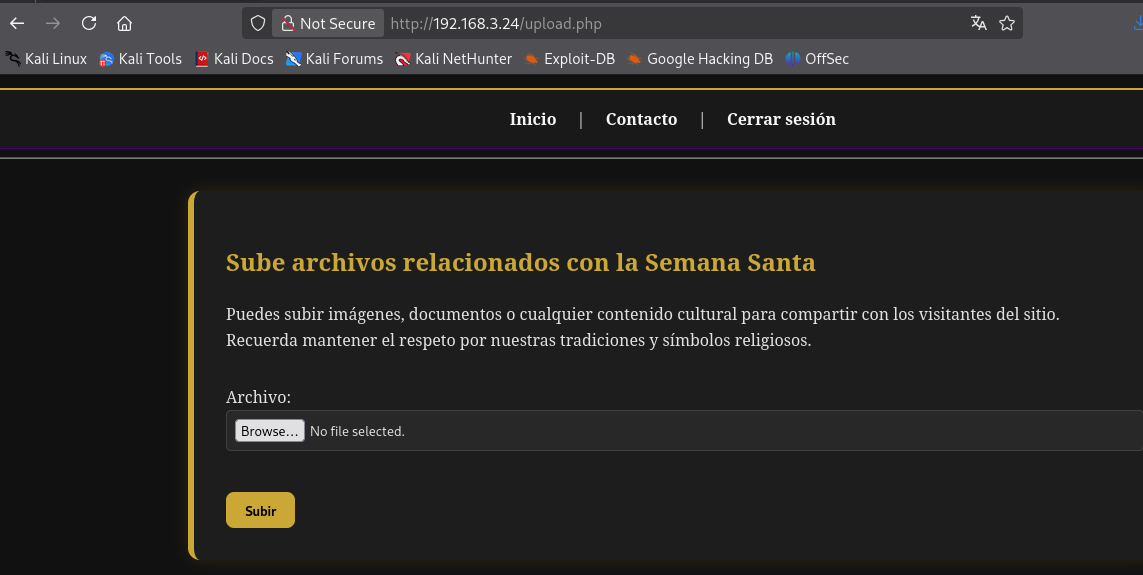 Not Secure http://192.168.3.24/upload.php
Kali Linux Kali Tools Kali Docs Kali Forums Kali NetHunter Exploit-DB Google Hacking DB OffSec
Inicio | Contacto | Cerrar sesión
Sube archivos relacionados con la Semana Santa
Puedes subir imágenes, documentos o cualquier contenido cultural para compartir con los visitantes del sitio.
Recuerda mantener el respeto por nuestras tradiciones y símbolos religiosos.
Archivo:
Browse... No file selected.
Subir